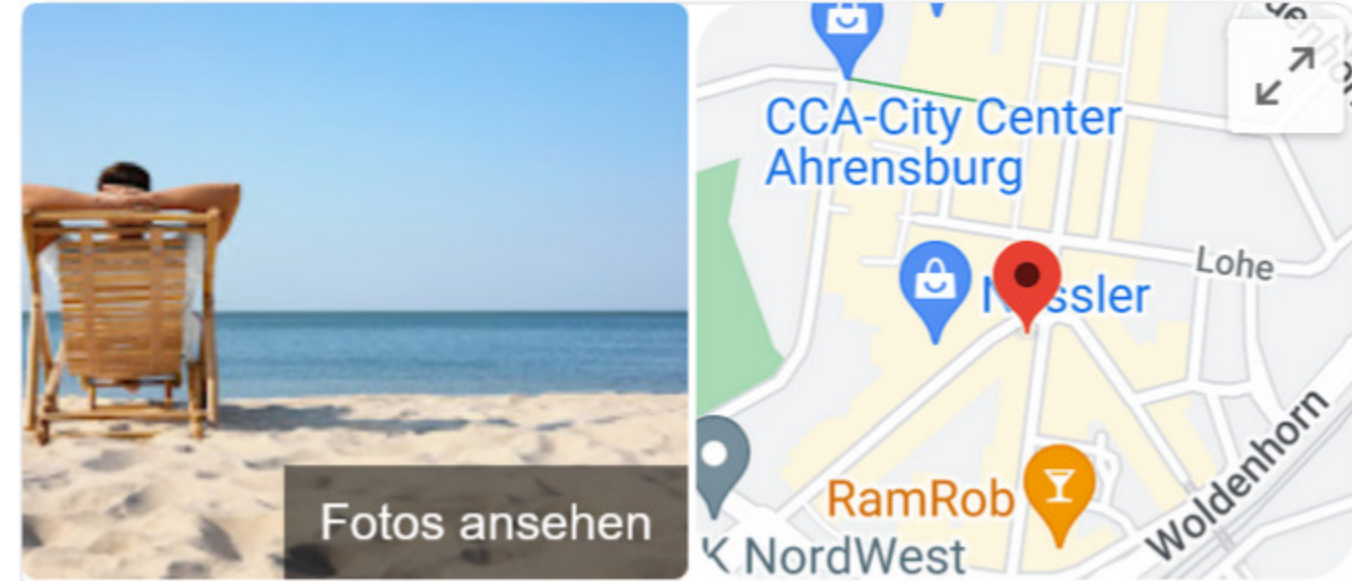 Fotos ansehen
CCA-City Center
Ahrensburg
Lohe
RamRob
Woldenhorn
K NordWest